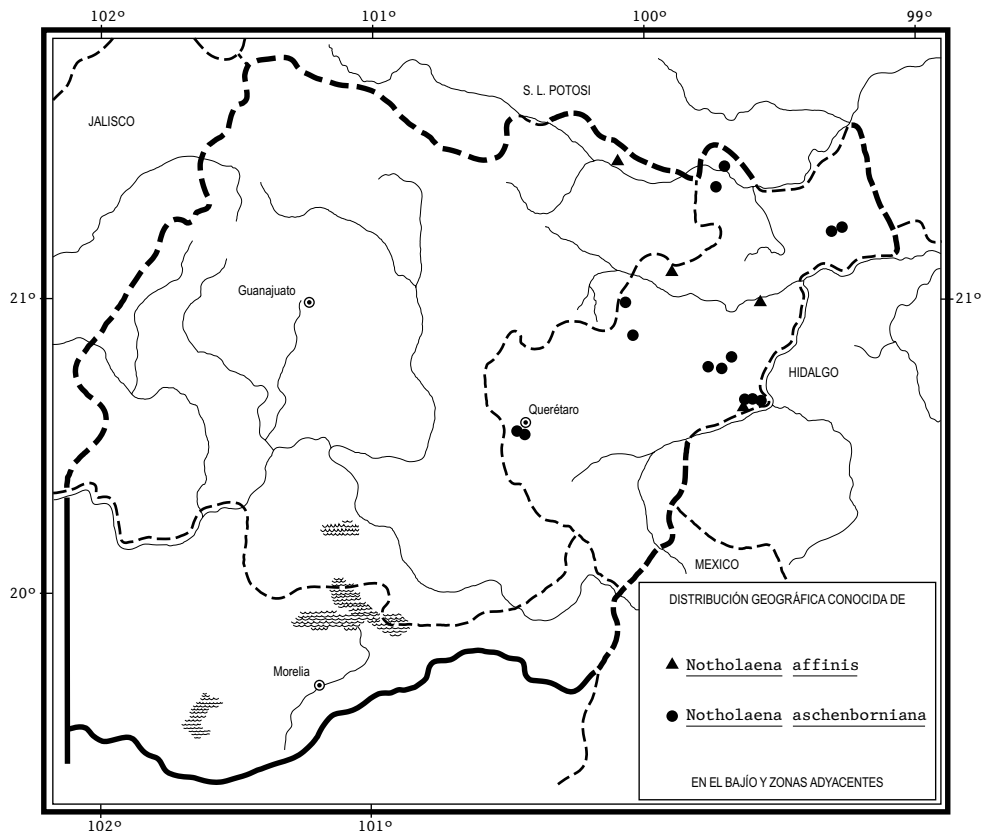 102º 101º 100º 99º
S. L. POTOSI
JALISCO
Guanajuato
21º 21º
HIDALGO
Querétaro
MEXICO
20º
DISTRIBUCIÓN GEOGRÁFICA CONOCIDA DE
Notholaena affinis
Morelia
Notholaena aschenborniana
EN EL BAJÍO Y ZONAS ADYACENTES
102º 101º